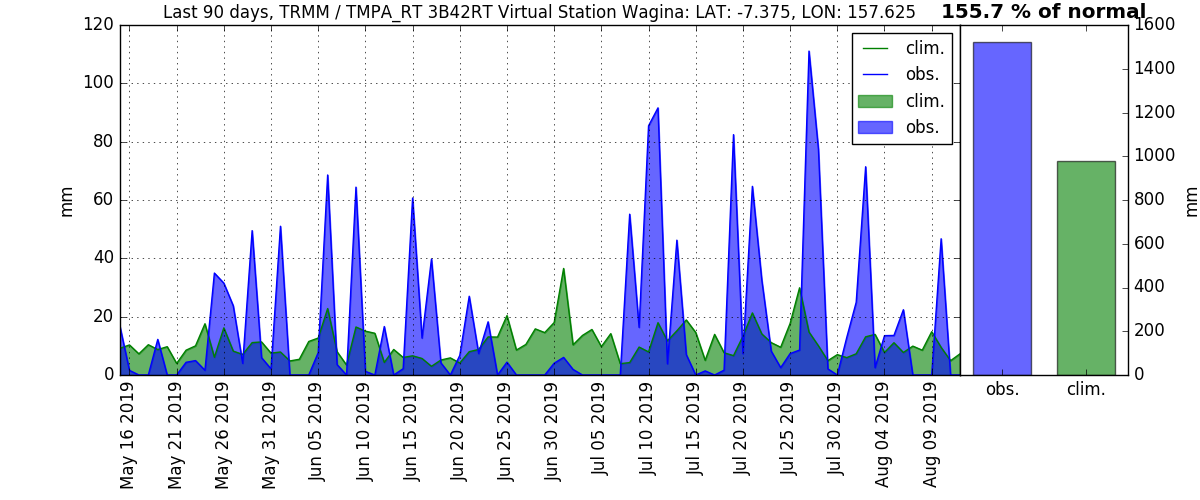 Last 90 days, TRMM / TMPA_RT 3B42RT Virtual Station Wagina: LAT: -7.375, LON: 157.625
155.7 % of normal
120
100
80
60
40
20
0
mm
clim.
obs.
clim.
obs.
May 16 2019
May 21 2019
May 26 2019
May 31 2019
Jun 05 2019
Jun 10 2019
Jun 15 2019
Jun 20 2019
Jun 25 2019
Jun 30 2019
Jul 05 2019
Jul 10 2019
Jul 15 2019
Jul 20 2019
Jul 25 2019
Jul 30 2019
Aug 04 2019
Aug 09 2019
1600
1400
1200
1000
800
600
400
200
0
mm
obs.
clim.